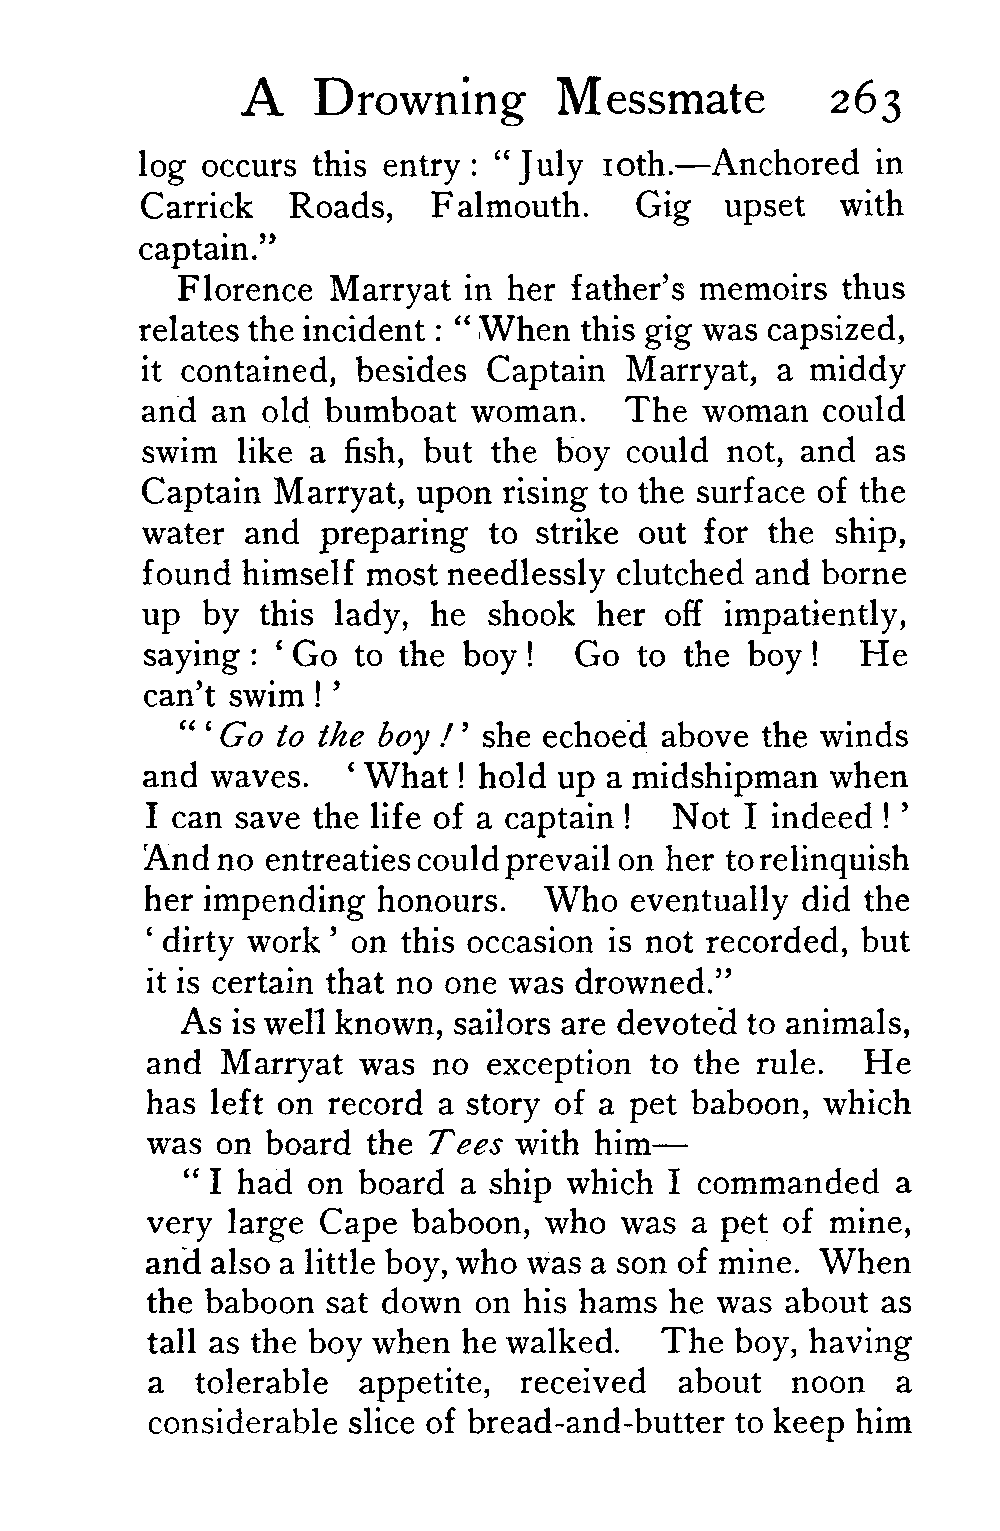 A Drowning Messmate 263
log occurs this entry : “ July 10th.—Anchored in
Carrick Roads, Falmouth. Gig upset with
captain.”
Florence Marryat in her father’s memoirs thus
relates the incident : “ When this gig was capsized,
it contained, besides Captain Marryat, a middy
and an old bumboat woman. The woman could
swim like a fish, but the boy could not, and as
Captain Marryat, upon rising to the surface of the
water and preparing to strike out for the ship,
found himself most needlessly clutched and borne
up by this lady, he shook her off impatiently,
saying : ‘ Go to the boy ! Go to the boy ! He
can’t swim ! ’
“ ‘ Go to the boy ! ’ she echoed above the winds
and waves. ‘ What ! hold up a midshipman when
I can save the life of a captain ! Not I indeed ! ’
And no entreaties could prevail on her to relinquish
her impending honours. Who eventually did the
‘ dirty work ’ on this occasion is not recorded, but
it is certain that no one was drowned.”
As is well known, sailors are devoted to animals,
and Marryat was no exception to the rule. He
has left on record a story of a pet baboon, which
was on board the Tees with him—
“ I had on board a ship which I commanded a
very large Cape baboon, who was a pet of mine,
and also a little boy, who was a son of mine. When
the baboon sat down on his hams he was about as
tall as the boy when he walked. The boy, having
a tolerable appetite, received about noon a
considerable slice of bread-and-butter to keep him